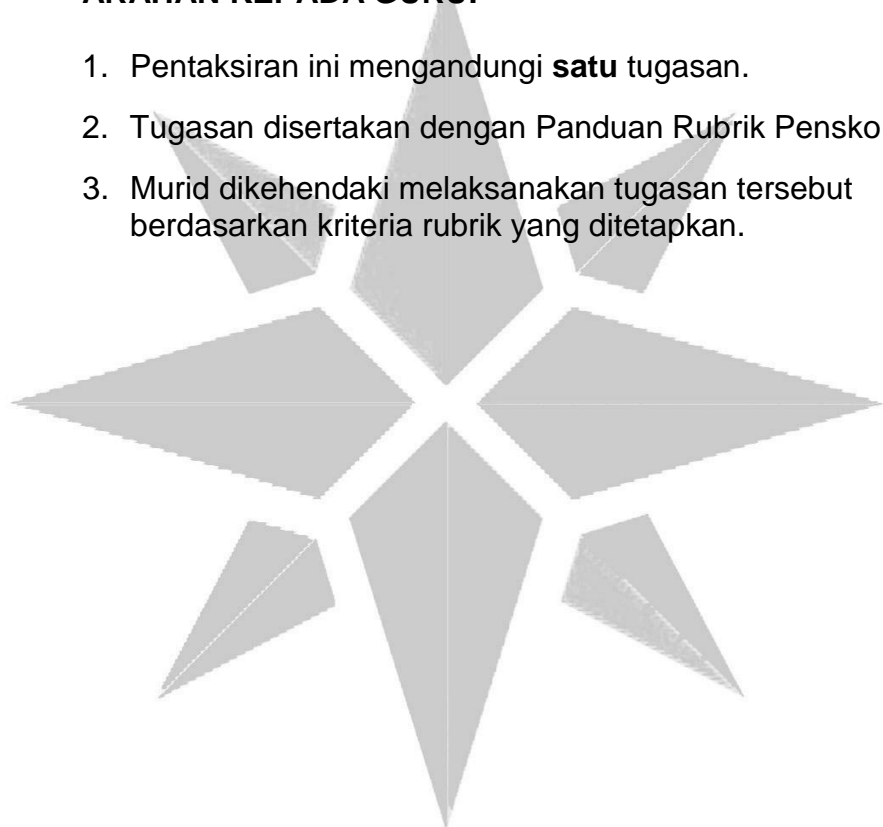 1. Pentaksiran ini mengandungi satu tugasan.
2. Tugasan disertakan dengan Panduan Rubrik Pensko
3. Murid dikehendaki melaksanakan tugasan tersebut
berdasarkan kriteria rubrik yang ditetapkan.